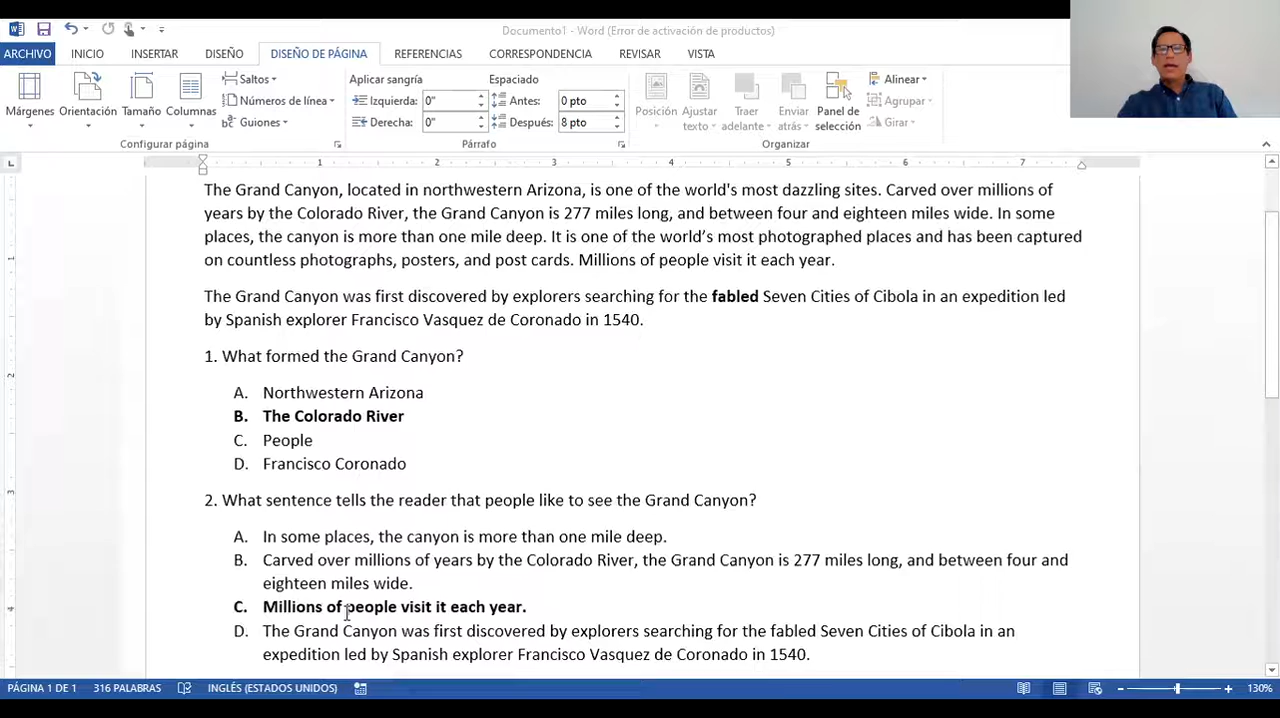 Documento1 - Word (Error de activación de productos)
ARCHIVO INICIO INSERTAR DISEÑO DISEÑO DE PÁGINA REFERENCIAS CORRESPONDENCIA REVISAR VISTA
Márgenes Orientación Tamaño Columnas
Saltos
Números de línea
Guiones
Configurar página
Aplicar sangría
Izquierda: 0"
Derecha: 0"
Espaciado
Antes: 0 pto
Después: 8 pto
Párrafo
Posición
Ajustar texto
Traer adelante
Enviar atrás
Panel de selección
Alinear
Agrupar
Girar
Organizar
1 2 3 4 5 6 7
1
2
3
4
The Grand Canyon, located in northwestern Arizona, is one of the world's most dazzling sites. Carved over millions of
years by the Colorado River, the Grand Canyon is 277 miles long, and between four and eighteen miles wide. In some
places, the canyon is more than one mile deep. It is one of the world’s most photographed places and has been captured
on countless photographs, posters, and post cards. Millions of people visit it each year.
The Grand Canyon was first discovered by explorers searching for the fabled Seven Cities of Cibola in an expedition led
by Spanish explorer Francisco Vasquez de Coronado in 1540.
1. What formed the Grand Canyon?
A. Northwestern Arizona
B. The Colorado River
C. People
D. Francisco Coronado
2. What sentence tells the reader that people like to see the Grand Canyon?
A. In some places, the canyon is more than one mile deep.
B. Carved over millions of years by the Colorado River, the Grand Canyon is 277 miles long, and between four and
eighteen miles wide.
C. Millions of people visit it each year.
D. The Grand Canyon was first discovered by explorers searching for the fabled Seven Cities of Cibola in an
expedition led by Spanish explorer Francisco Vasquez de Coronado in 1540.
PÁGINA 1 DE 1 316 PALABRAS INGLÉS (ESTADOS UNIDOS) 130%